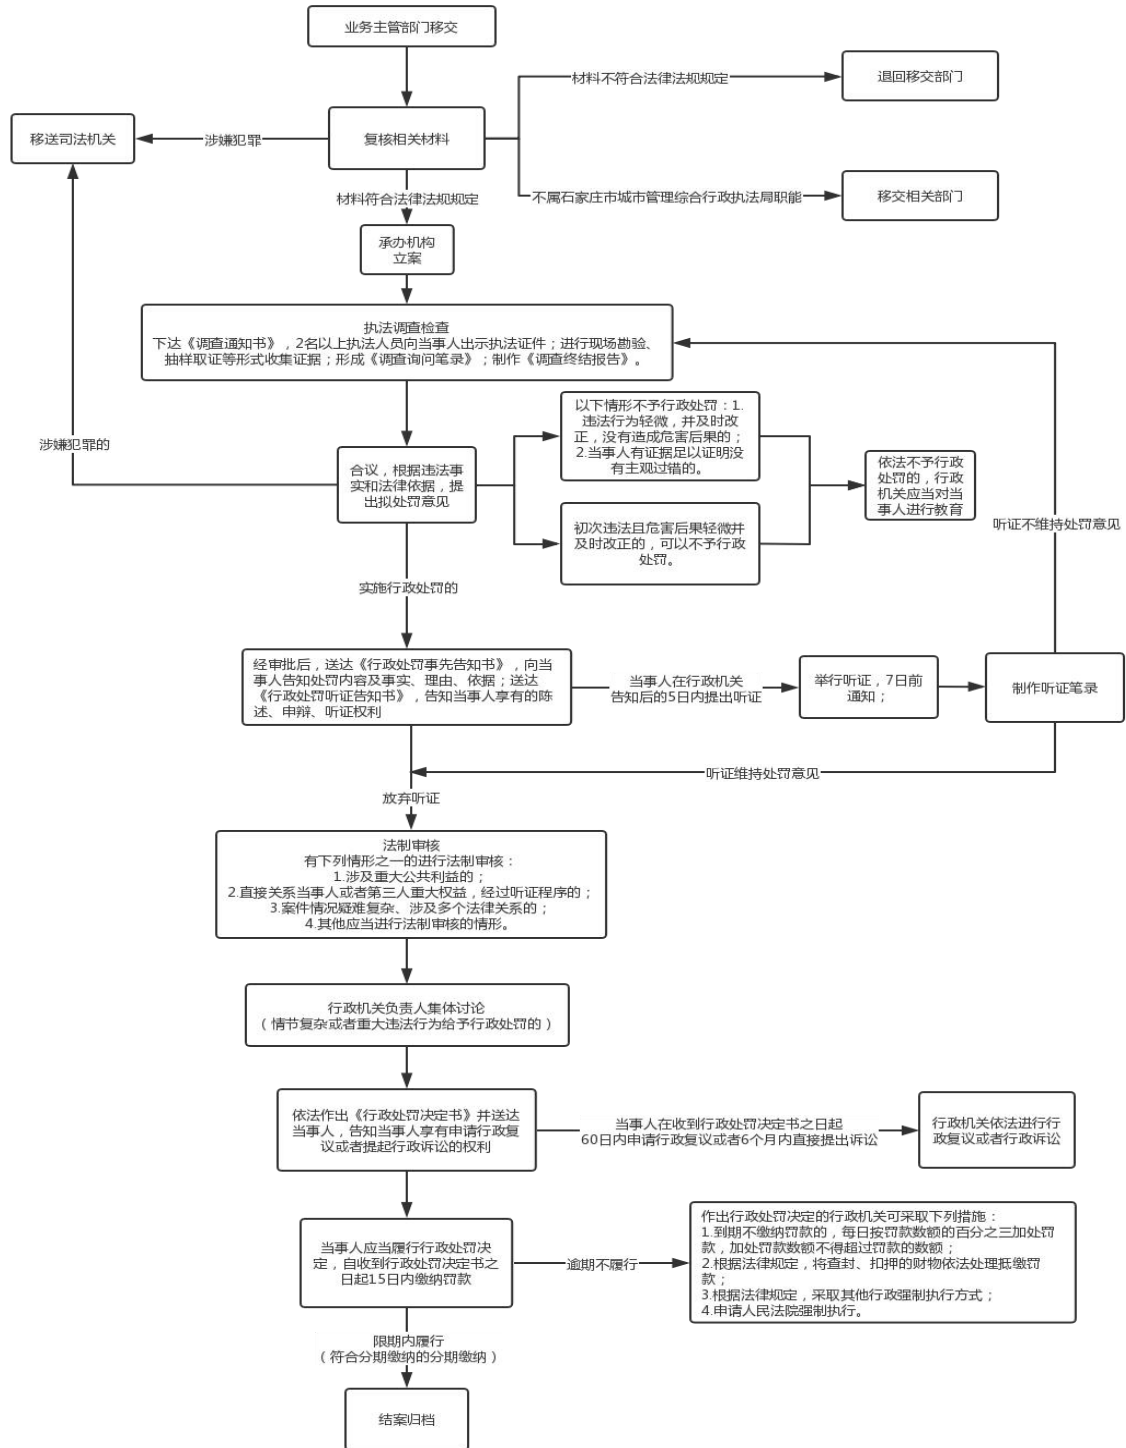 业务主管部门移交
材料不符合法律法规规定
退回移交部门
移送司法机关
涉嫌犯罪
复核相关材料
不属石家庄市城市管理综合行政执法局职能
移交相关部门
材料符合法律法规规定
承办机构
立案
执法调查检查
下达《调查通知书》，2名以上执法人员向当事人出示执法证件；进行现场勘验、
抽样取证等形式收集证据；形成《调查询问笔录》；制作《调查终结报告》。
涉嫌犯罪的
合议，根据违法事
实和法律依据，提
出拟处罚意见
以下情形不予行政处罚：1.
违法行为轻微，并及时改
正，没有造成危害后果的；
2.当事人有证据足以证明没
有主观过错的。
初次违法且危害后果轻微并
及时改正的，可以不予行政
处罚。
依法不予行政
处罚的，行政
机关应当对当
事人进行教育
听证不维持处罚意见
实施行政处罚的
经审批后，送达《行政处罚事先告知书》，向当
事人告知处罚内容及事实、理由、依据；送达
《行政处罚听证告知书》，告知当事人享有的陈
述、申辩、听证权利
当事人在行政机关
告知后的5日内提出听证
举行听证，7日前
通知；
制作听证笔录
听证维持处罚意见
放弃听证
法制审核
有下列情形之一的进行法制审核：
1.涉及重大公共利益的；
2.直接关系当事人或者第三人重大权益，经过听证程序的；
3.案件情况疑难复杂、涉及多个法律关系的；
4.其他应当进行法制审核的情形。
行政机关负责人集体讨论
（情节复杂或者重大违法行为给予行政处罚的）
依法作出《行政处罚决定书》并送达
当事人，告知当事人享有申请行政复
议或者提起行政诉讼的权利
当事人在收到行政处罚决定书之日起
60日内申请行政复议或者6个月内直接提出诉讼
行政机关依法进行行
政复议或者行政诉讼
当事人应当履行行政处罚决
定，自收到行政处罚决定书之
日起15日内缴纳罚款
逾期不履行
作出行政处罚决定的行政机关可采取下列措施：
1.到期不缴纳罚款的，每日按罚款数额的百分之三加处罚
款，加处罚款数额不得超过罚款的数额；
2.根据法律规定，将查封、扣押的财物依法处理抵缴罚
款；
3.根据法律规定，采取其他行政强制执行方式；
4.申请人民法院强制执行。
限期内履行
（符合分期缴纳的分期缴纳）
结案归档